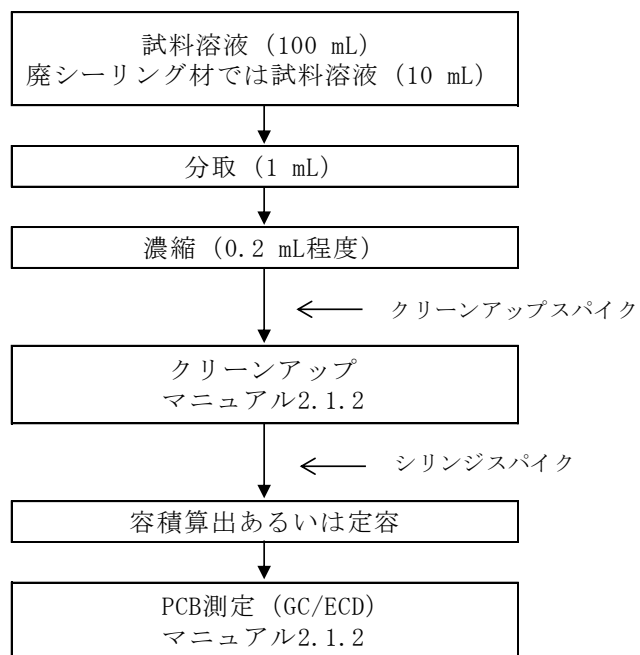 試料溶液 (100 mL)
廃シーリング材では試料溶液 (10 mL)
分取 (1 mL)
濃縮 (0.2 mL程度)
クリーンアップスパイク
クリーンアップ
マニュアル2.1.2
シリンジスパイク
容積算出あるいは定容
PCB測定 (GC/ECD)
マニュアル2.1.2